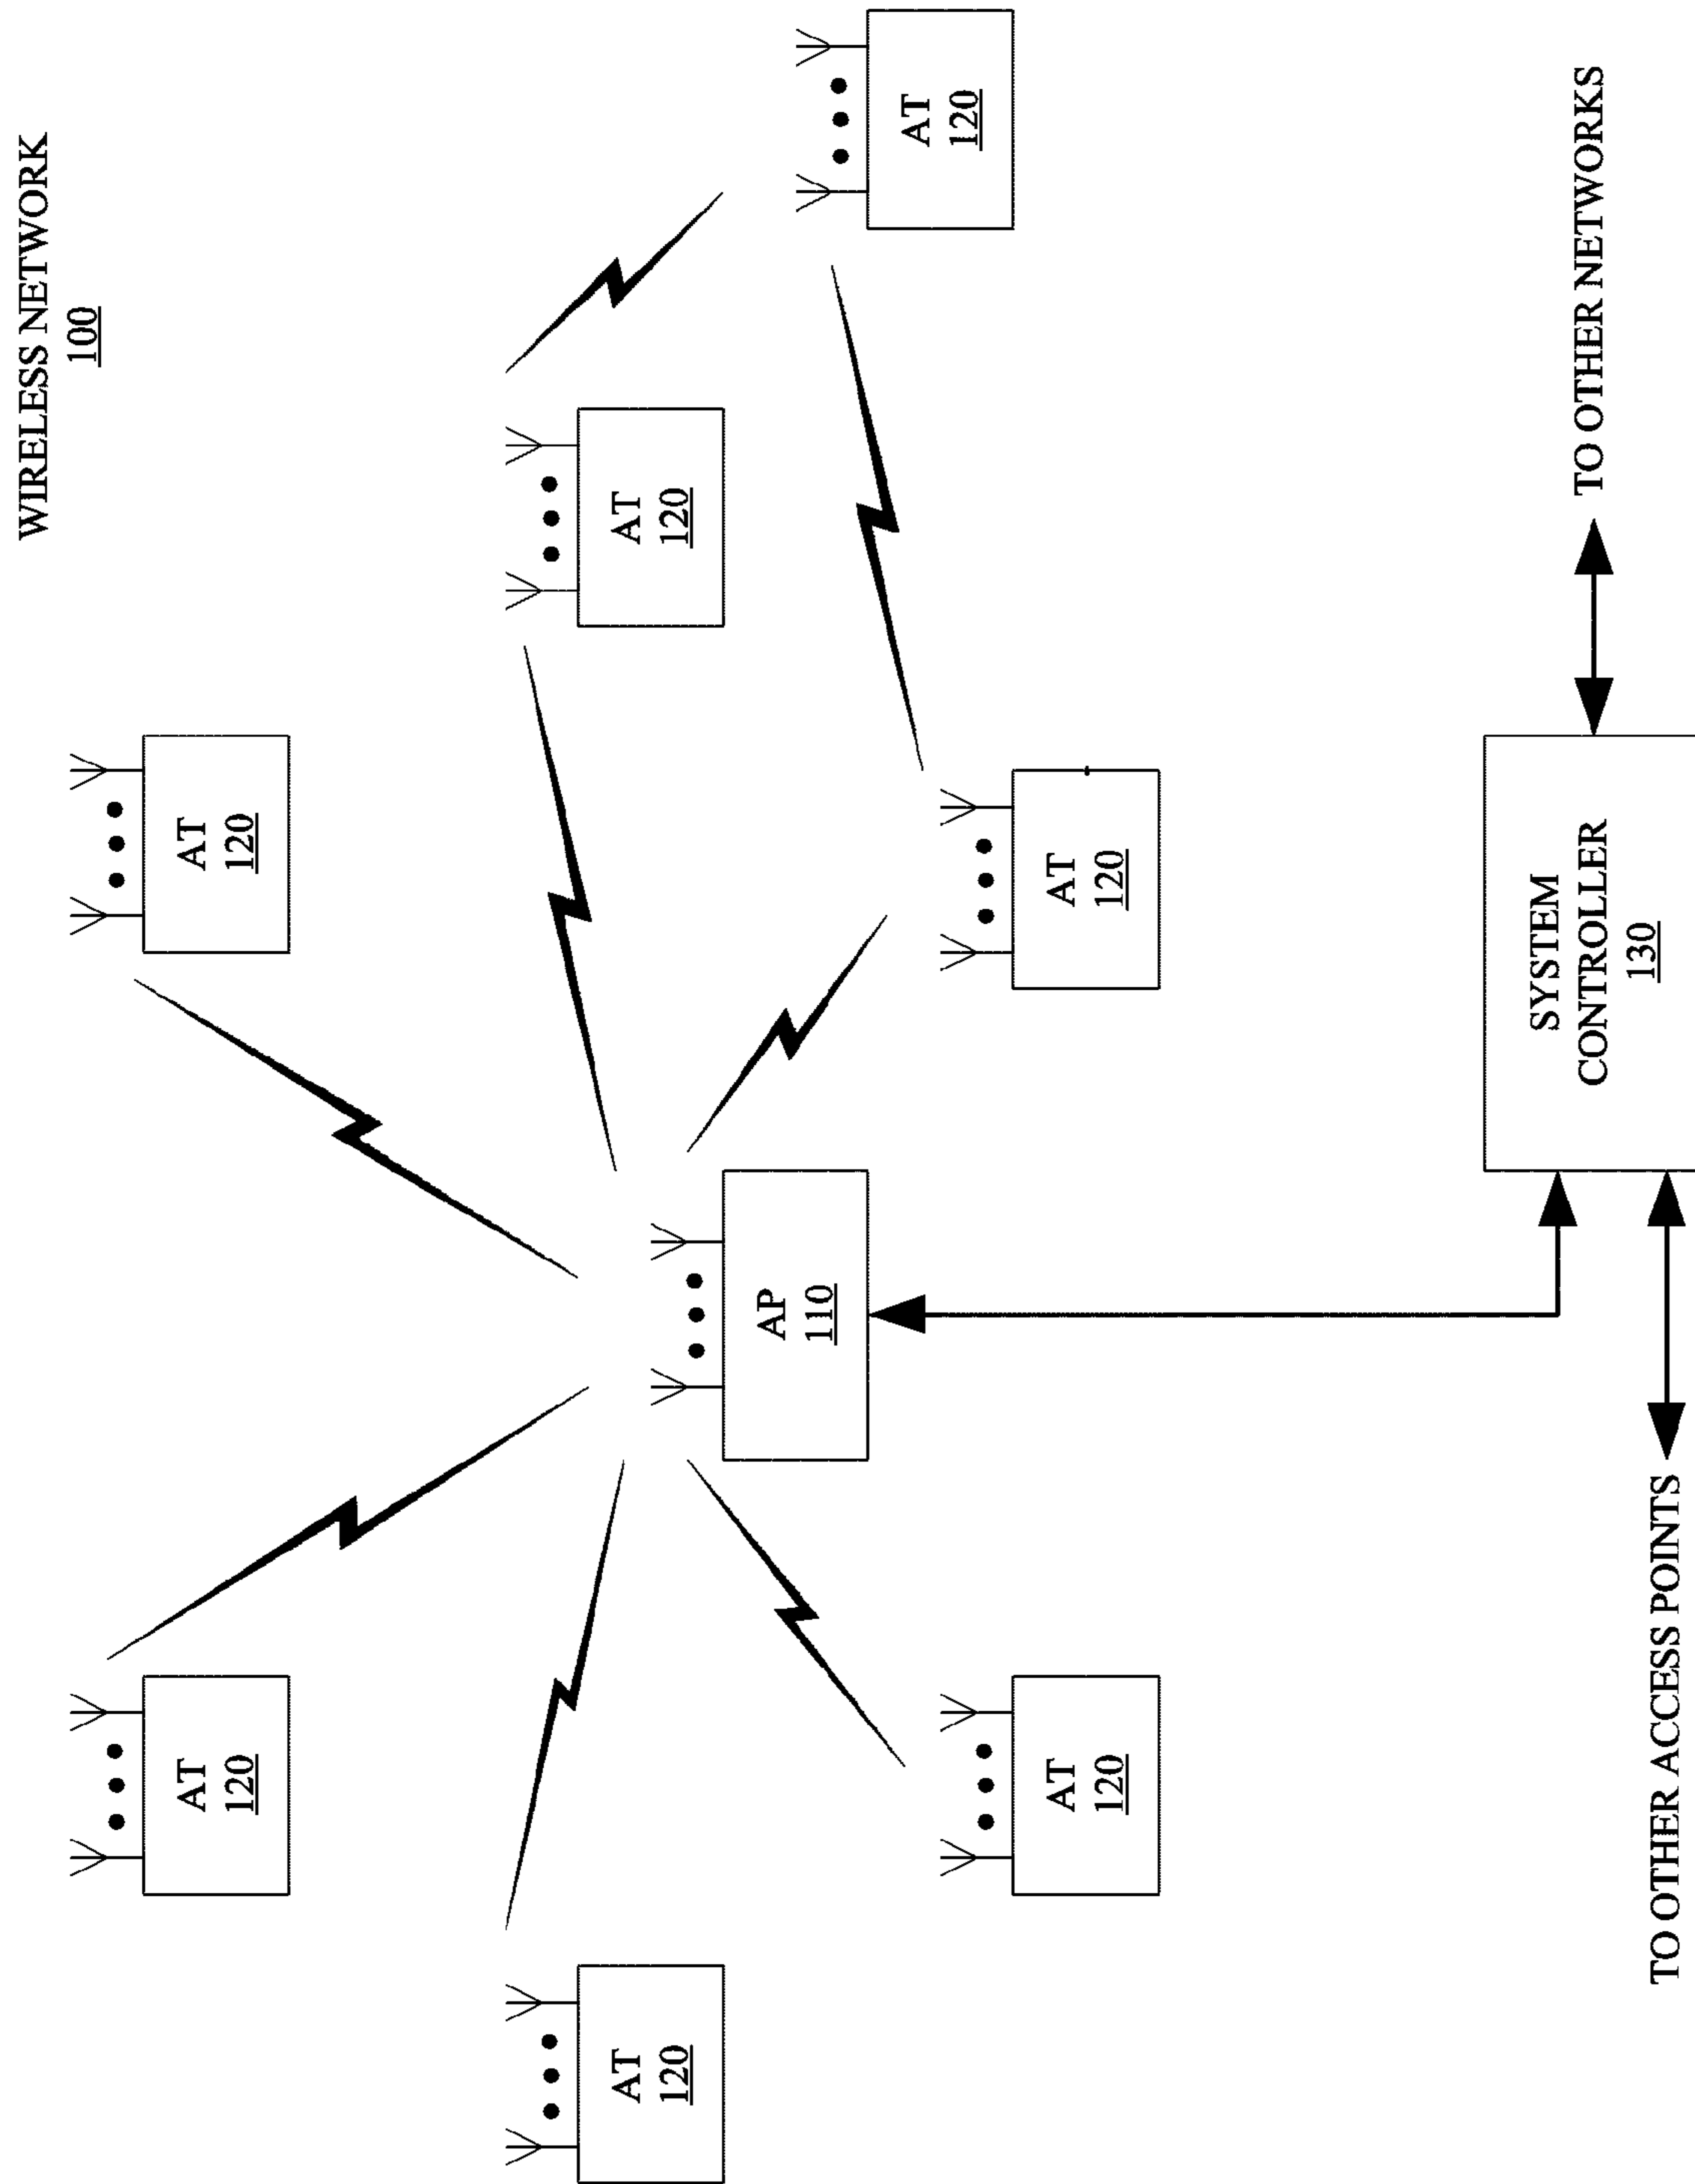 WIRELESS NETWORK
100
AT
120
AT
120
AT
120
AT
120
AP
110
AT
120
AT
120
AT
120
SYSTEM
CONTROLLER
130
TO OTHER NETWORKS
TO OTHER ACCESS POINTS